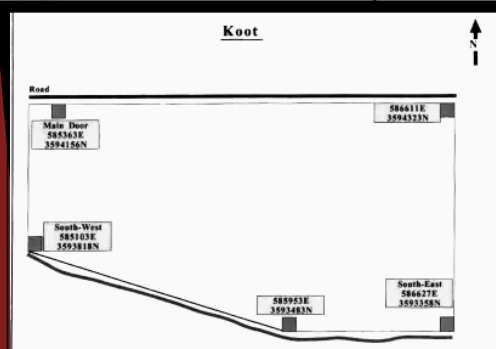 Koot
N
Road
586611E
3594323N
Main Door
585363E
3594156N
South-West
585103E
3593818N
South-East
586627E
3593358N
585953E
3593483N